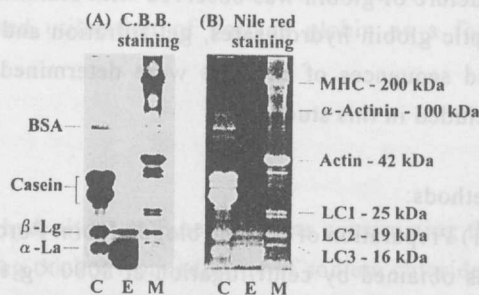 (A) C.B.B. staining
(B) Nile red staining
BSA
Casein
β-Lg
α-La
MHC - 200 kDa
α-Actinin - 100 kDa
Actin - 42 kDa
LC1 - 25 kDa
LC2 - 19 kDa
LC3 - 16 kDa
C E M C E M